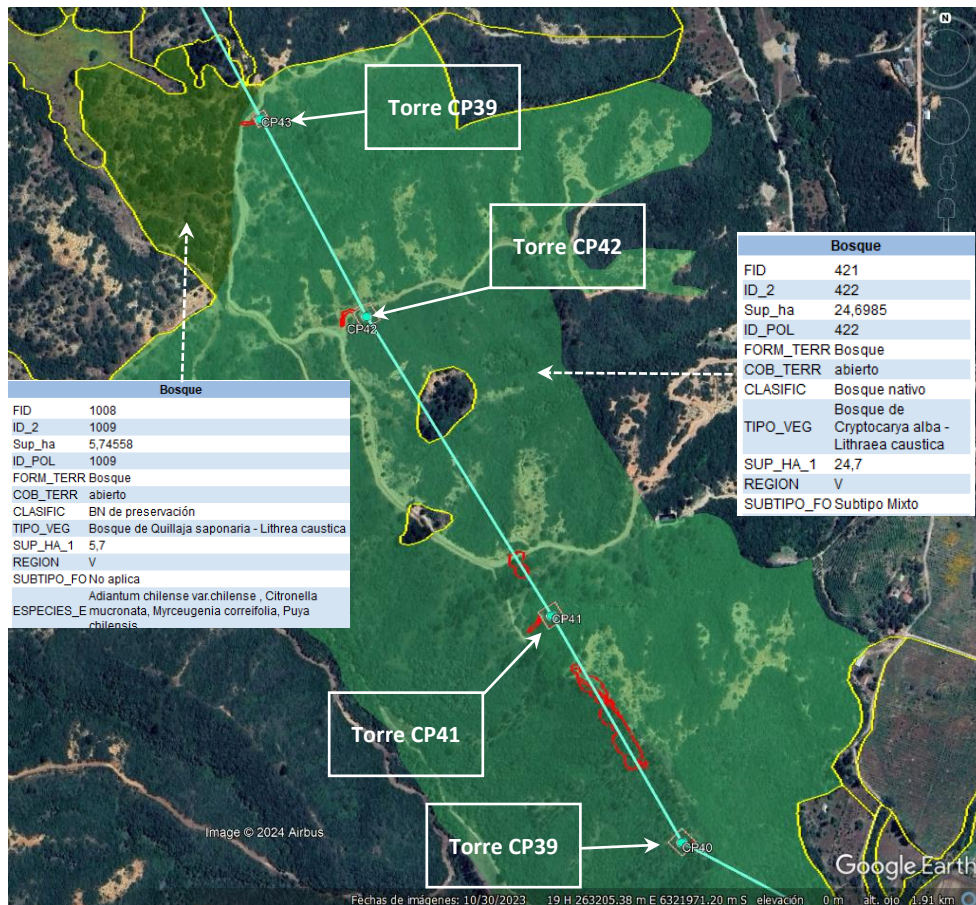 N
Torre CP39
CP43
Torre CP42
CP42
Bosque
FID 421
ID_2 422
Sup_ha 24,6985
ID_POL 422
FORM_TERR Bosque
COB_TERR abierto
CLASIFIC Bosque nativo
TIPO_VEG Bosque de
Cryptocarya alba -
Lithraea caustica
SUP_HA_1 24,7
REGION V
SUBTIPO_FO Subtipo Mixto
Bosque
FID 1008
ID_2 1009
Sup_ha 5,74558
ID_POL 1009
FORM_TERR Bosque
COB_TERR abierto
CLASIFIC BN de preservación
TIPO_VEG Bosque de Quillaja saponaria - Lithrea caustica
SUP_HA_1 5,7
REGION V
SUBTIPO_FO No aplica
Adiantum chilense var.chilense , Citronella
ESPECIES_E mucronata, Myrceugenia correifolia, Puya
chilensis
CP41
Torre CP41
Torre CP39
CP40
Image © 2024 Airbus
Google Earth
Fechas de imágenes: 10/30/2023 19 H 263205.38 m E 6321971.20 m S elevación 0 m alt. ojo 1.91 km